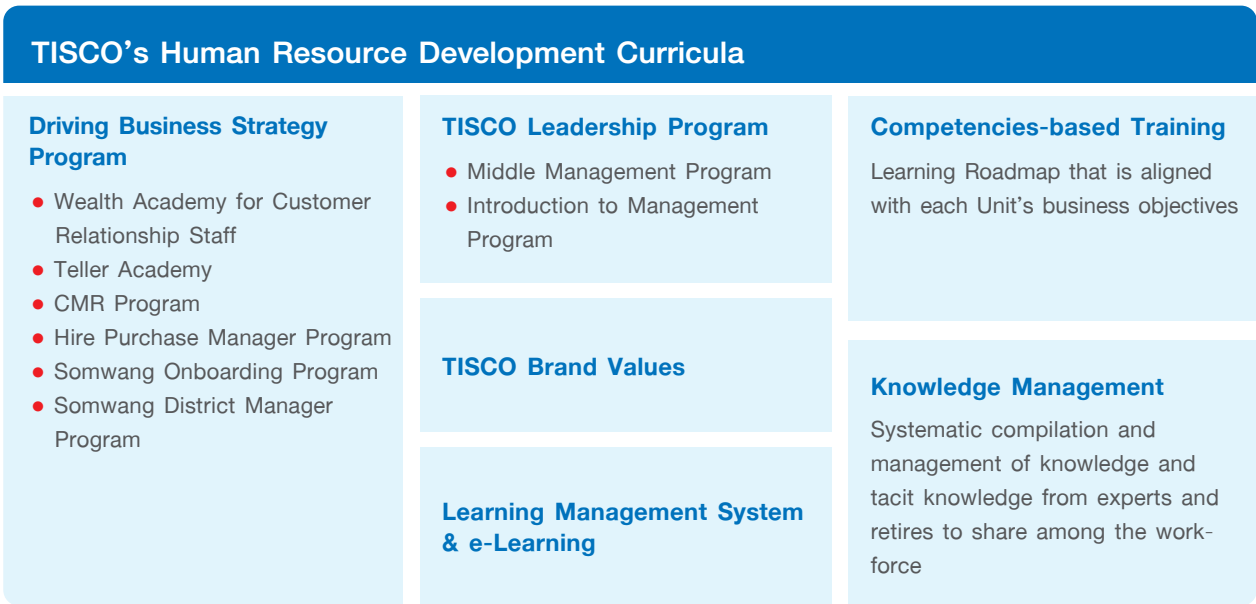 TISCO's Human Resource Development Curricula
Driving Business Strategy
Program
• Wealth Academy for Customer
Relationship Staff
• Teller Academy
• CMR Program
• Hire Purchase Manager Program
• Somwang Onboarding Program
• Somwang District Manager
Program
TISCO Leadership Program
• Middle Management Program
• Introduction to Management
Program
TISCO Brand Values
Learning Management System
& e-Learning
Competencies-based Training
Learning Roadmap that is aligned
with each Unit's business objectives
Knowledge Management
Systematic compilation and
management of knowledge and
tacit knowledge from experts and
retires to share among the work-
force